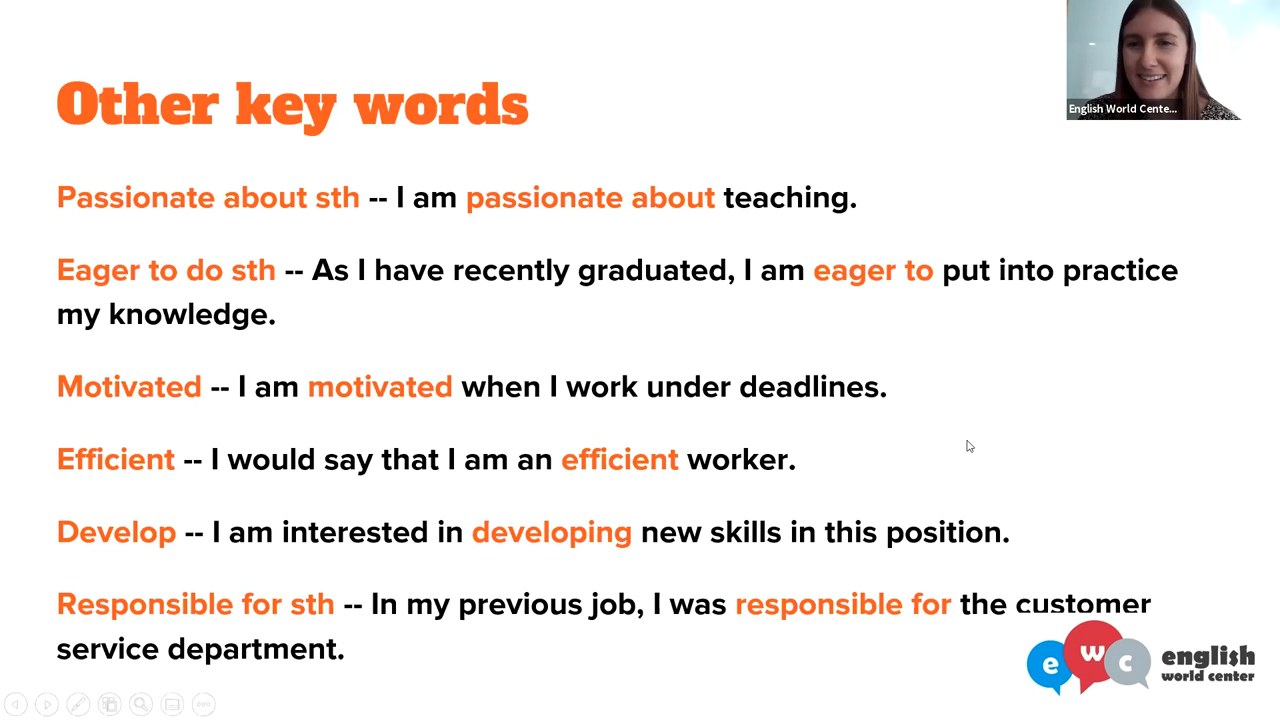 English World Cente...
Other key words
Passionate about sth -- I am passionate about teaching.
Eager to do sth -- As I have recently graduated, I am eager to put into practice
my knowledge.
Motivated -- I am motivated when I work under deadlines.
Efficient -- I would say that I am an efficient worker.
Develop -- I am interested in developing new skills in this position.
Responsible for sth -- In my previous job, I was responsible for the customer
service department.
e w c
english
world center